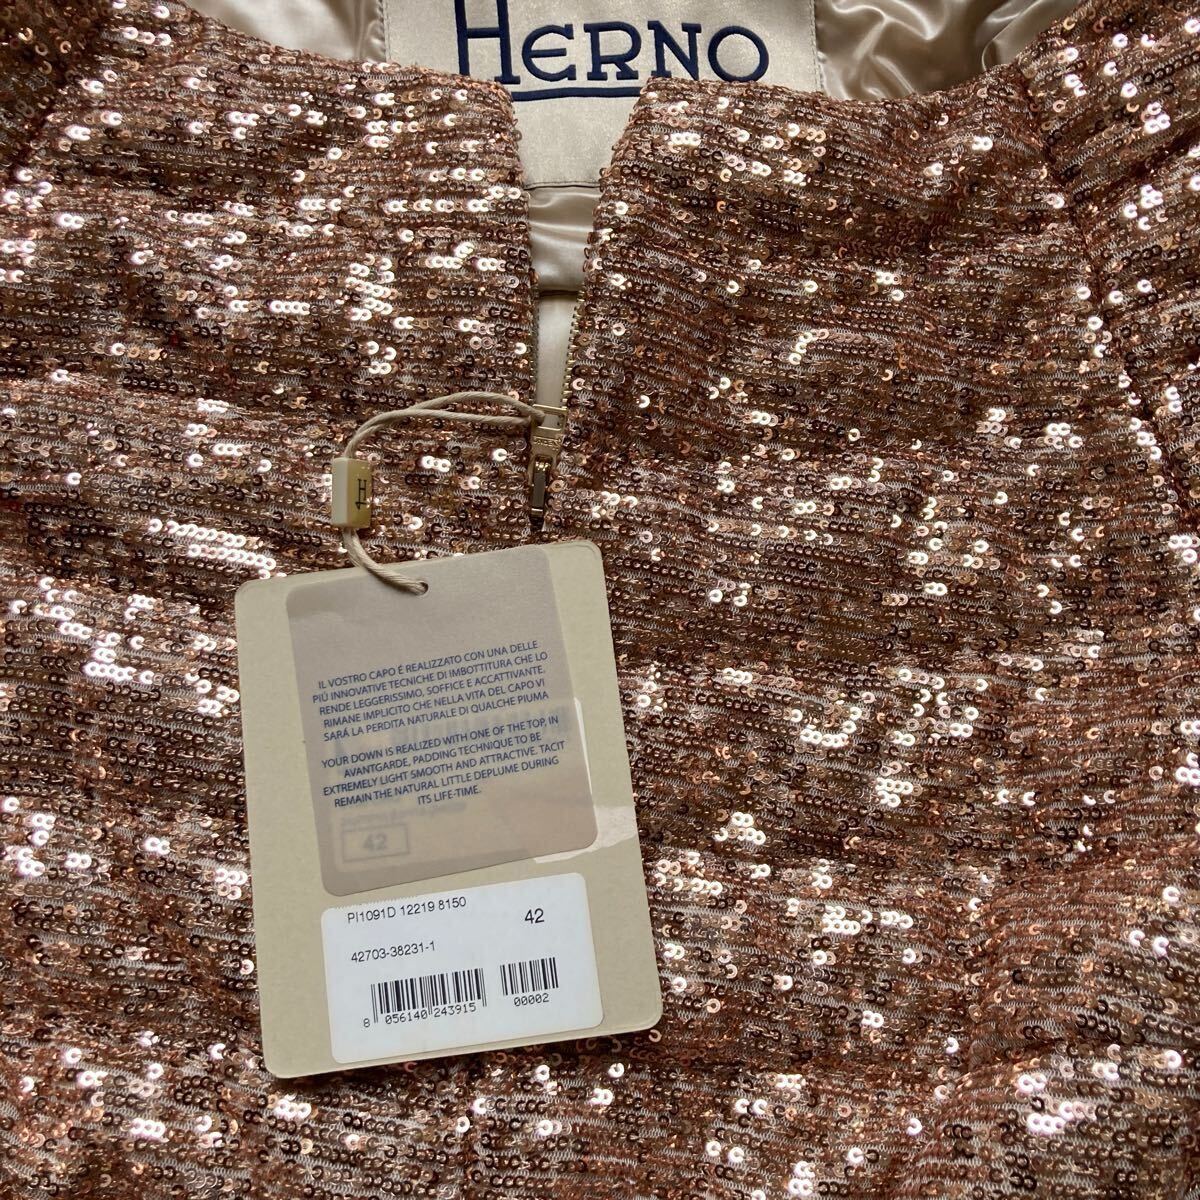 HERNO
H
IL VOSTRO CAPO É REALIZZATO CON UNA DELLE
PIÚ INNOVATIVE TECNICHE DI IMBOTTITURA CHE LO
RENDE LEGGERISSIMO, SOFFICE E ACCATTIVANTE.
RIMANE IMPLICITO CHE NELLA VITA DEL CAPO VI
SARÁ LA PERDITA NATURALE DI QUALCHE PIUMA
YOUR DOWN IS REALIZED WITH ONE OF THE TOP, IN
AVANTGARDE, PADDING TECHNIQUE TO BE
EXTREMELY LIGHT SMOOTH AND ATTRACTIVE. TACIT
REMAIN THE NATURAL LITTLE DEPLUME DURING
ITS LIFE-TIME.
42
PI1091D 12219 8150
42
42703-38231-1
8 056140 243915
00002